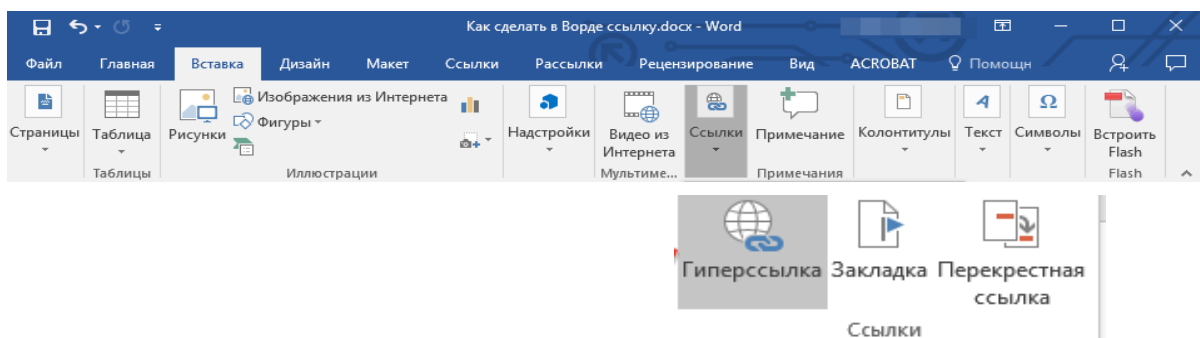 Как сделать в Ворде ссылку.docx - Word
Файл Главная Вставка Дизайн Макет Ссылки Рассылки Рецензирование Вид ACROBAT Помощн
Страницы
Таблица
Рисунки
Изображения из Интернета
Фигуры
Надстройки
Видео из
Интернета
Ссылки
Примечание
Колонтитулы
Текст
Символы
Встроить
Flash
Таблицы Иллюстрации Мультиме... Примечания Flash
Гиперссылка Закладка Перекрестная
ссылка
Ссылки